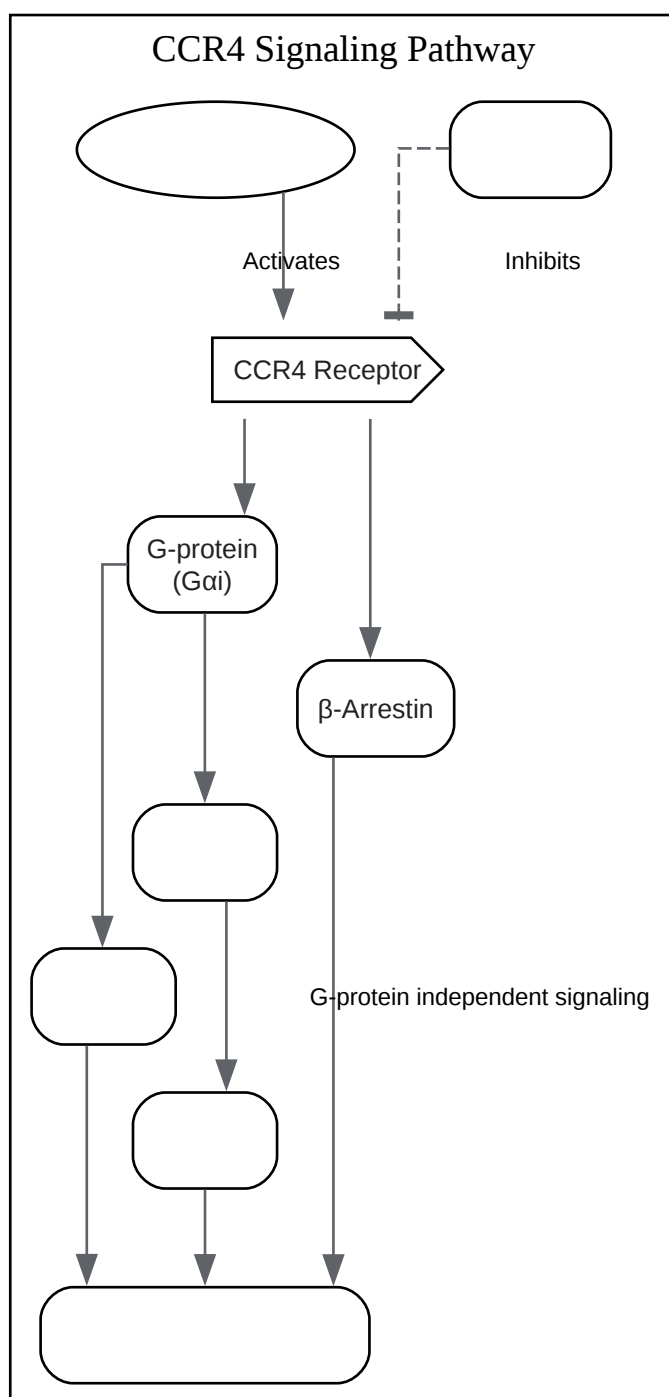 CCR4 Signaling Pathway
Activates
Inhibits
CCR4 Receptor
G-protein
(Gαi)
β-Arrestin
G-protein independent signaling